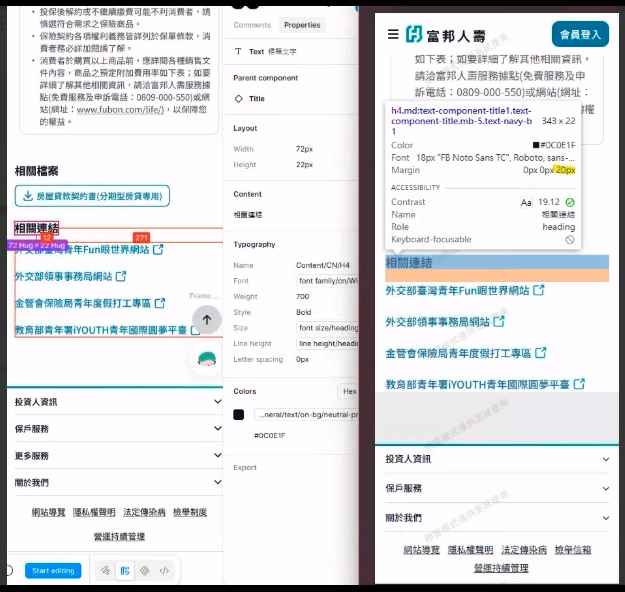 • 投保後解約或不繼續繳費可能不利消費者，請
慎選符合需求之保險商品。
• 保險契約各項權利義務皆詳列於保單條款，消
費者務必詳加閱讀了解。
• 消費者於購買以上商品前，應詳閱各種銷售文
件內容，商品之預定附加費用率如下表；如要
詳細了解其他相關資訊，請洽富邦人壽服務據
點(免費服務及申訴電話：0809-000-550)或網
站(網址：www.fubon.com/life/)，以保障您
的權益。
相關檔案
房屋貸款契約書(分期型房貸專用)
相關連結
12
271
72 Hug × 22 Hug
外交部臺灣青年Fun眼世界網站
外交部領事事務局網站
金管會保險局青年度假打工專區
教育部青年署iYOUTH青年國際圓夢平臺
Frame ...
投資人資訊
保戶服務
更多服務
關於我們
網站導覽 隱私權聲明 法定傳染病 檢舉制度
營運持續管理
Start editing
Comments Properties
T Text 標題文字
Parent component
Title
Layout
Width 72px
Height 22px
Content
相關連結
Typography
Name Content/CN/H4
Font font family/cn/Wi
Weight 700
Style Bold
Size font size/heading
Line height line height/headi
Letter spacing 0px
Colors Hex
...neral/text/on-bg/neutral-pr
#0C0E1F
Export
富邦人壽 會員登入
如下表；如要詳細了解其他相關資訊，
請洽富邦人壽服務據點(免費服務及申
訴電話：0809-000-550)或網站(網址：
h4.md:text-component-title1.text-
component-title.mb-5.text-navy-b
1 343 × 22
Color #0C0E1F
Font 18px "FB Noto Sans TC", Roboto, sans-...
Margin 0px 0px 20px
ACCESSIBILITY
Contrast Aa 19.12
Name 相關連結
Role heading
Keyboard-focusable
相關連結
外交部臺灣青年Fun眼世界網站
外交部領事事務局網站
金管會保險局青年度假打工專區
教育部青年署iYOUTH青年國際圓夢平臺
投資人資訊
保戶服務
關於我們
網站導覽 隱私權聲明 法定傳染病 檢舉信箱
營運持續管理